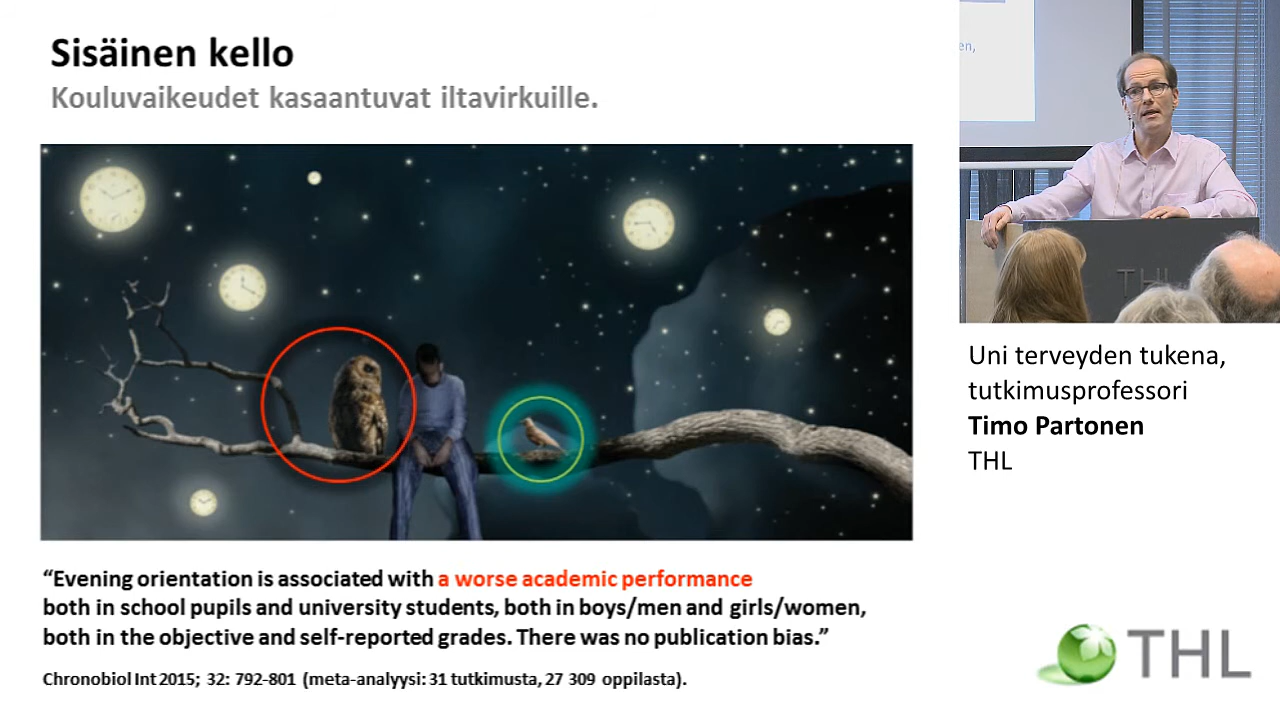 Sisäinen kello
Kouluvaikeudet kasaantuvat iltavirkuille.
“Evening orientation is associated with a worse academic performance
both in school pupils and university students, both in boys/men and girls/women,
both in the objective and self-reported grades. There was no publication bias.”
Chronobiol Int 2015; 32: 792-801 (meta-analyysi: 31 tutkimusta, 27 309 oppilasta).
en,
THL
Uni terveyden tukena,
tutkimusprofessori
Timo Partonen
THL
THL